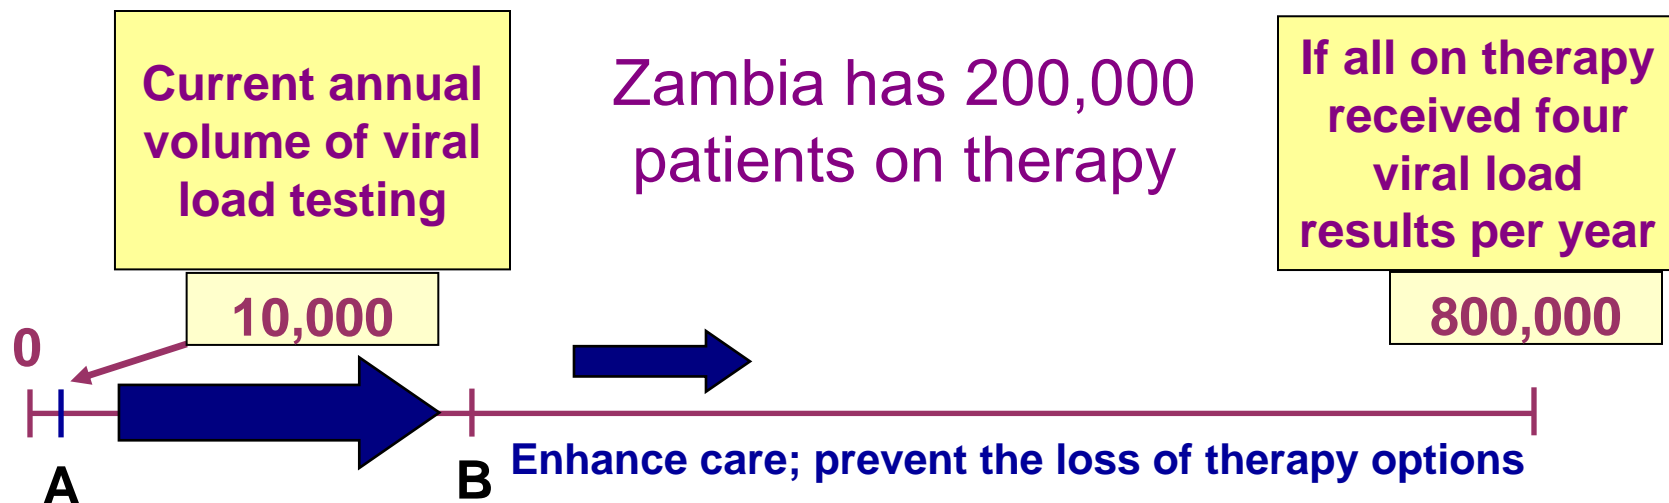 Current annual
volume of viral
load testing
10,000
Zambia has 200,000
patients on therapy
If all on therapy
received four
viral load
results per year
800,000
0
A
B
Enhance care; prevent the loss of therapy options